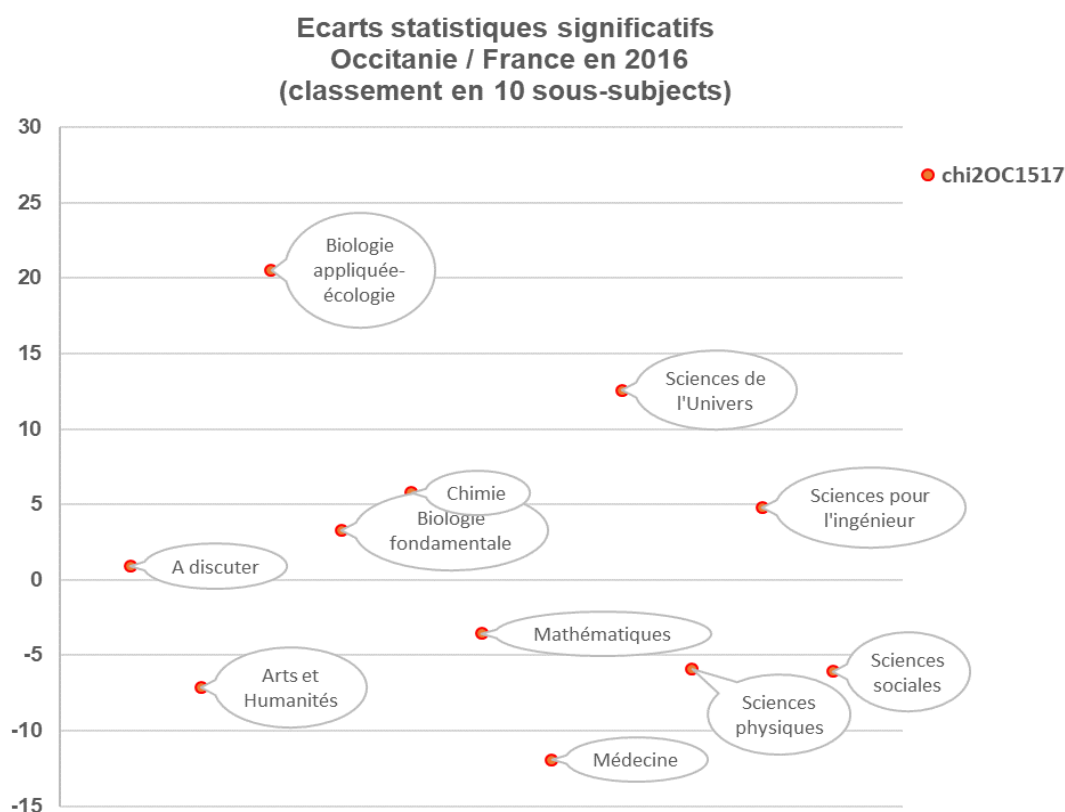 Ecarts statistiques significatifs
Occitanie / France en 2016
(classement en 10 sous-subjects)
30
25
20
15
10
5
0
-5
-10
-15
chi2OC1517
Biologie
appliquée-
écologie
Sciences de
l'Univers
Chimie
Biologie
fondamentale
Sciences pour
l'ingénieur
A discuter
Mathématiques
Arts et
Humanités
Sciences
sociales
Sciences
physiques
Médecine